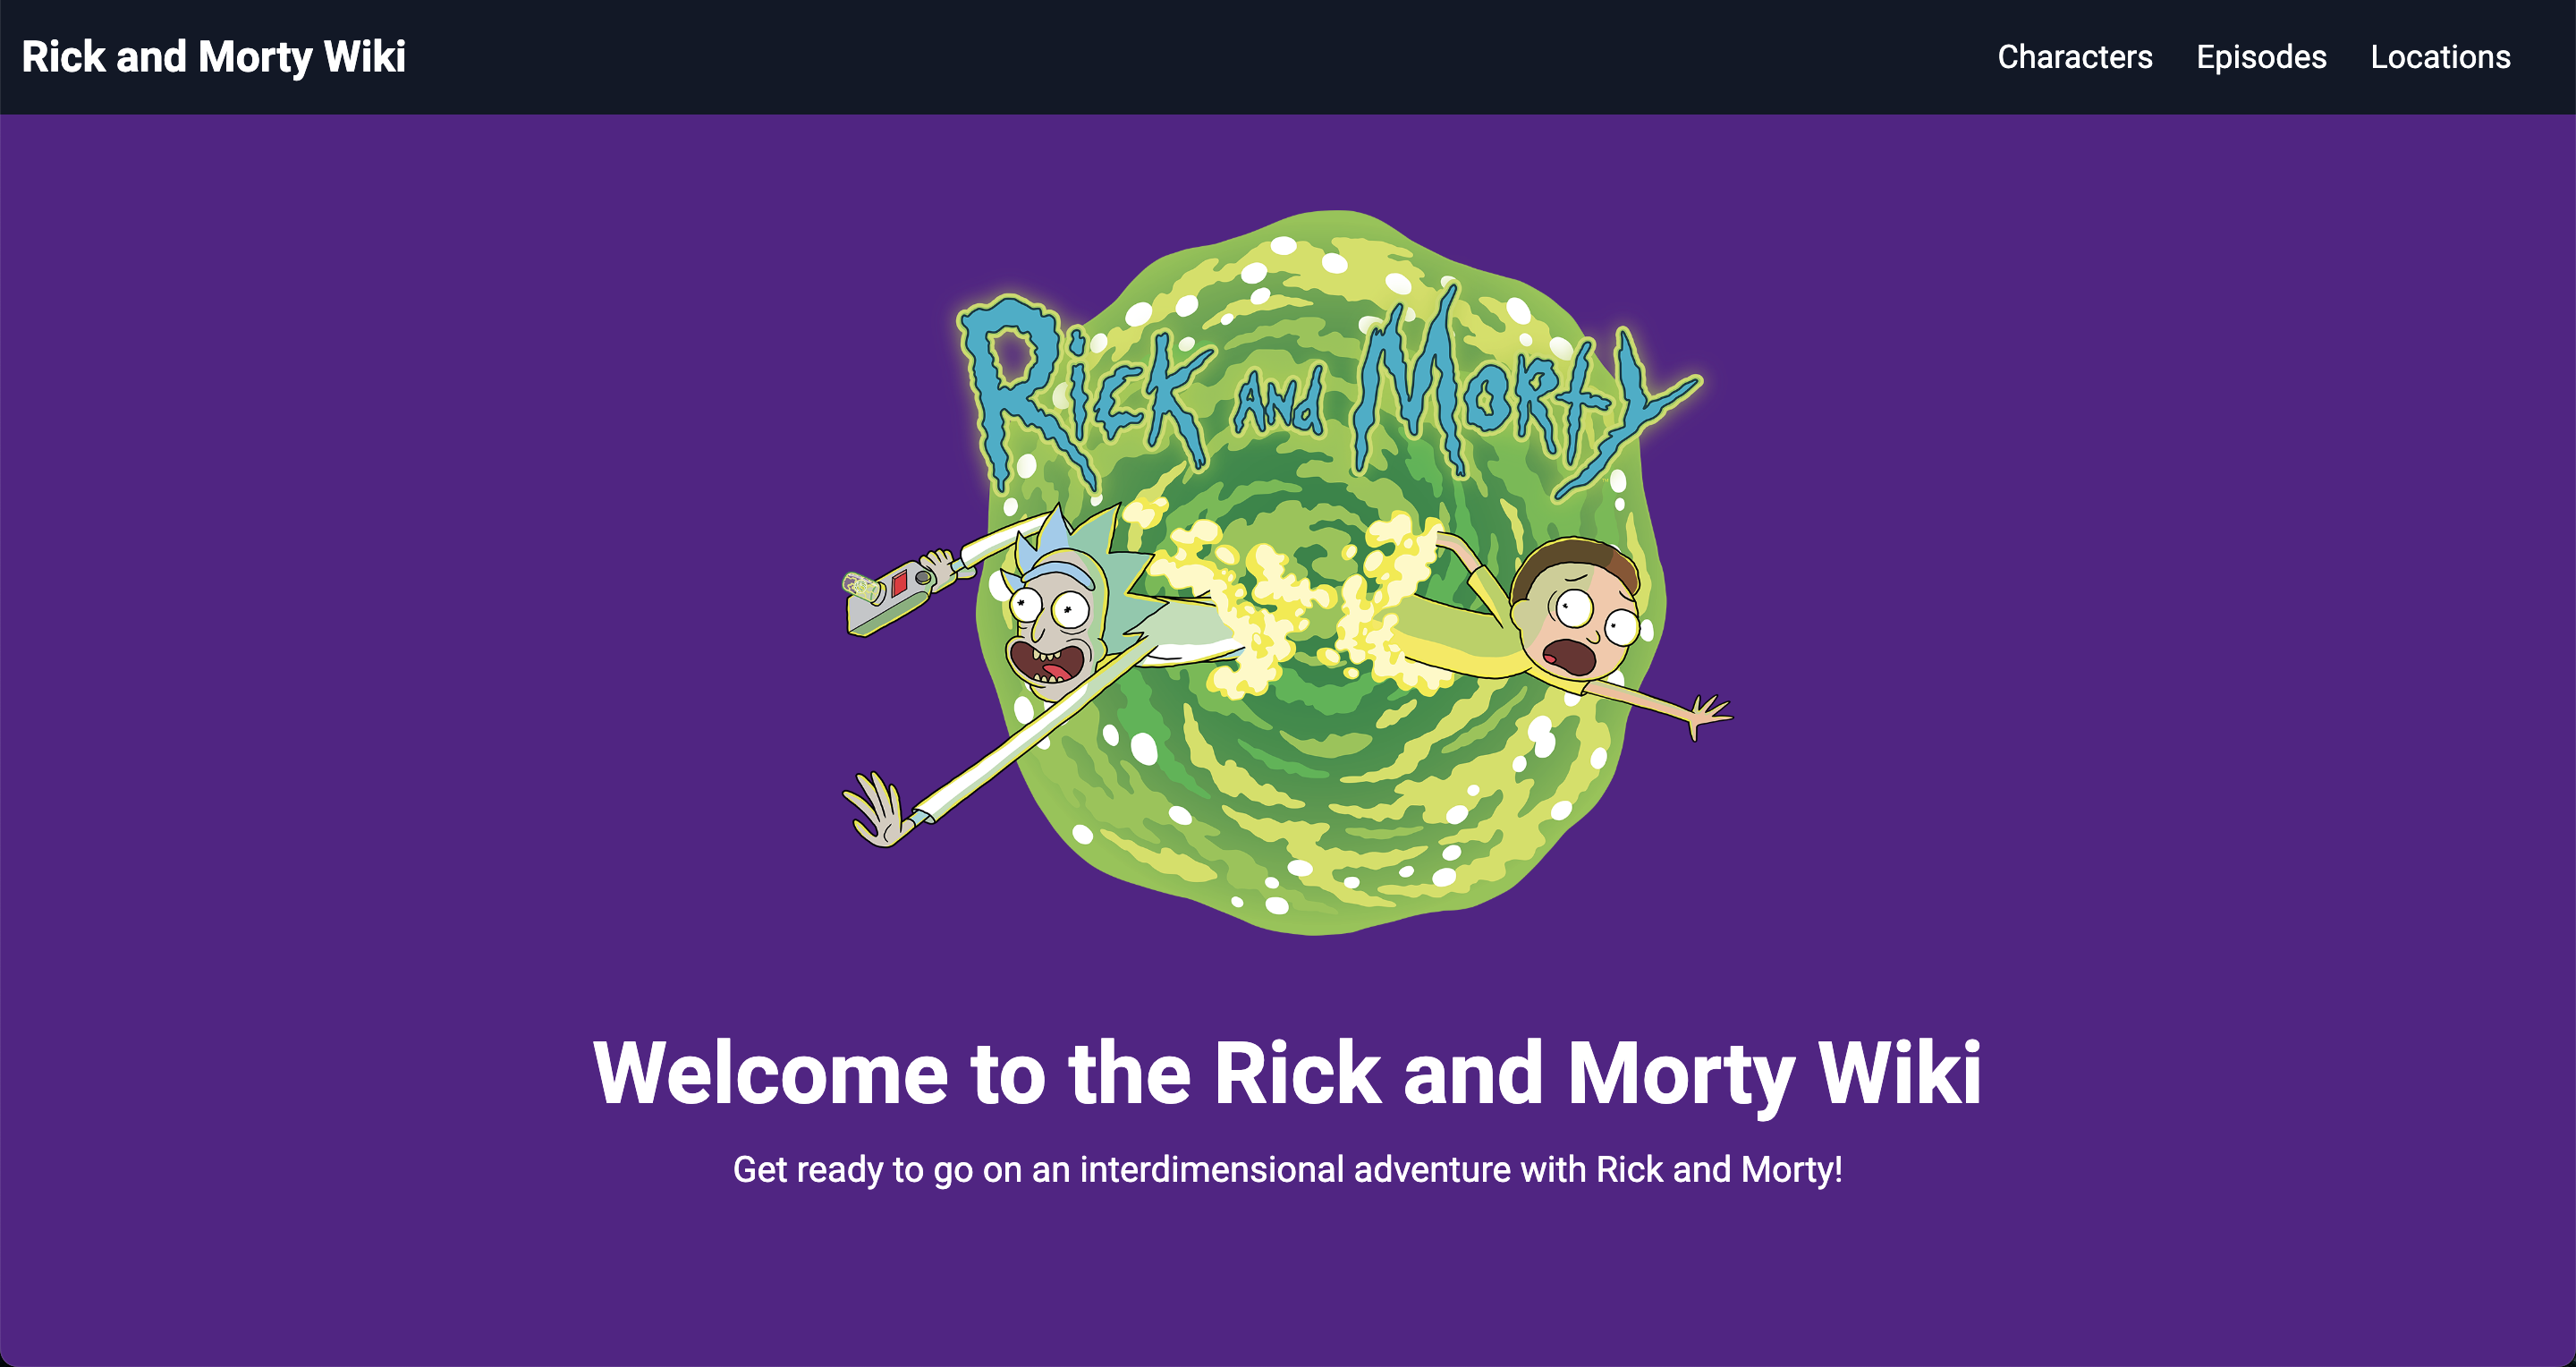 Rick and Morty Wiki
Characters Episodes Locations
Rick and Morty
Welcome to the Rick and Morty Wiki
Get ready to go on an interdimensional adventure with Rick and Morty!